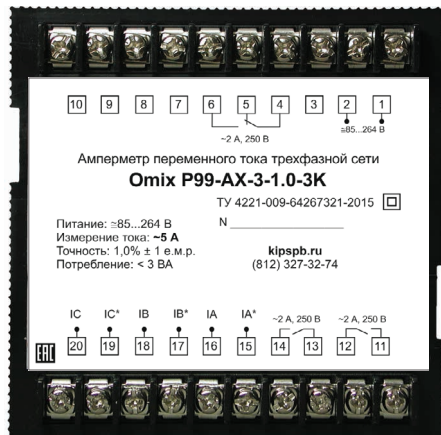 10 9 8 7 6 5 4 3 2 1
~2 А, 250 В
≅85...264 В
Амперметр переменного тока трехфазной сети
Omix P99-AX-3-1.0-3K
ТУ 4221-009-64267321-2015
Питание: ≅85...264 В
N
Измерение тока: ~5 А
Точность: 1,0% ± 1 е.м.р.
kipspb.ru
Потребление: < 3 ВА
(812) 327-32-74
IC IC* IB IB* IA IA* ~2 А, 250 В ~2 А, 250 В
EAC 20 19 18 17 16 15 14 13 12 11